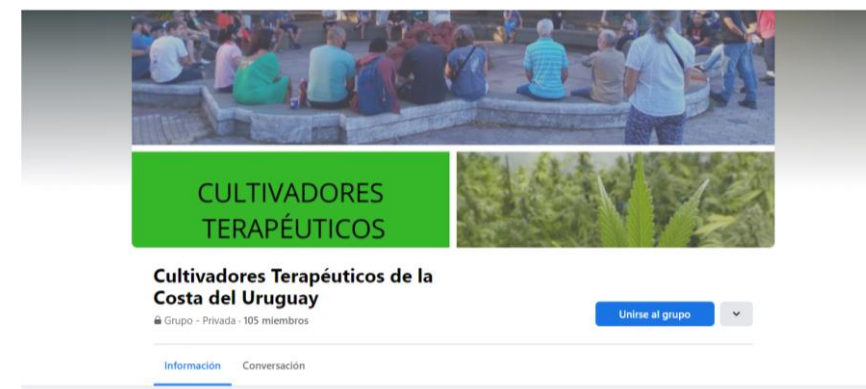 CULTIVADORES
TERAPÉUTICOS
Cultivadores Terapéuticos de la
Costa del Uruguay
Grupo - Privada · 105 miembros
Unirse al grupo
Información Conversación